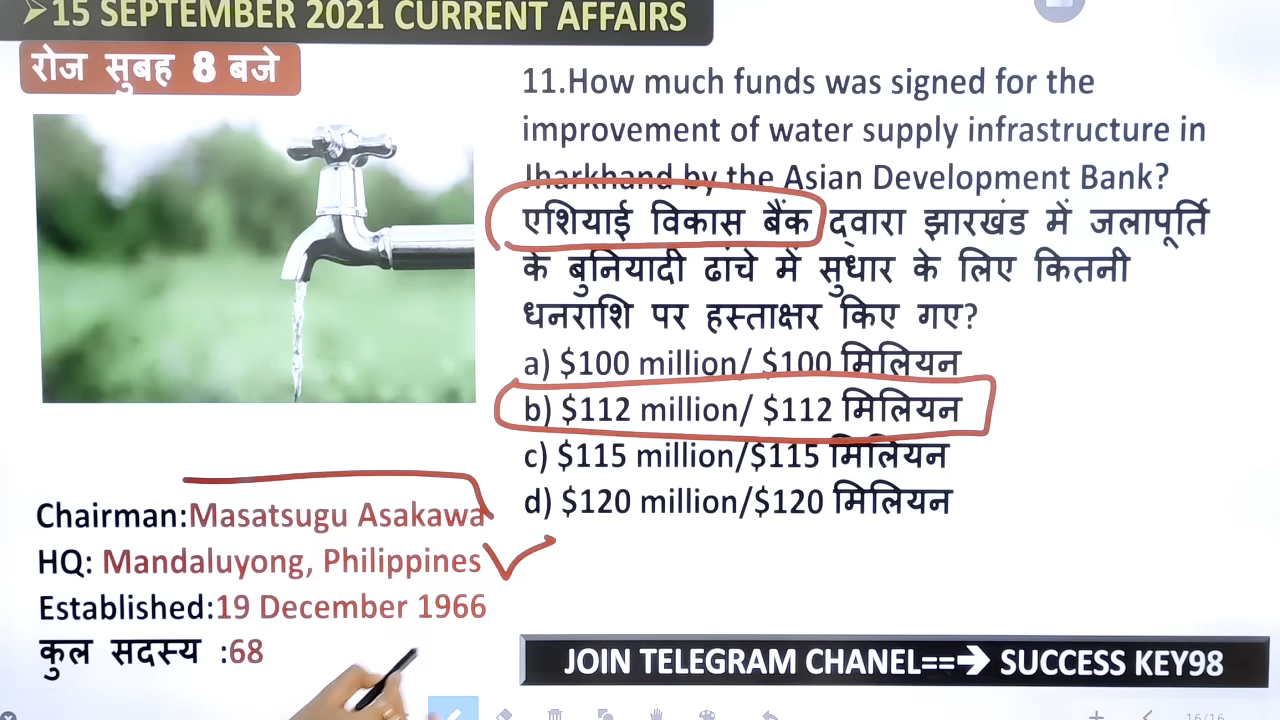 ➢15 SEPTEMBER 2021 CURRENT AFFAIRS
रोज सुबह 8 बजे
11.How much funds was signed for the
improvement of water supply infrastructure in
Jharkhand by the Asian Development Bank?
एशियाई विकास बैंक द्वारा झारखंड में जलापूर्ति
के बुनियादी ढांचे में सुधार के लिए कितनी
धनराशि पर हस्ताक्षर किए गए?
a) $100 million/ $100 मिलियन
b) $112 million/ $112 मिलियन
c) $115 million/$115 मिलियन
d) $120 million/$120 मिलियन
Chairman:Masatsugu Asakawa
HQ: Mandaluyong, Philippines
Established:19 December 1966
कुल सदस्य :68
JOIN TELEGRAM CHANEL==➔ SUCCESS KEY98
16/16